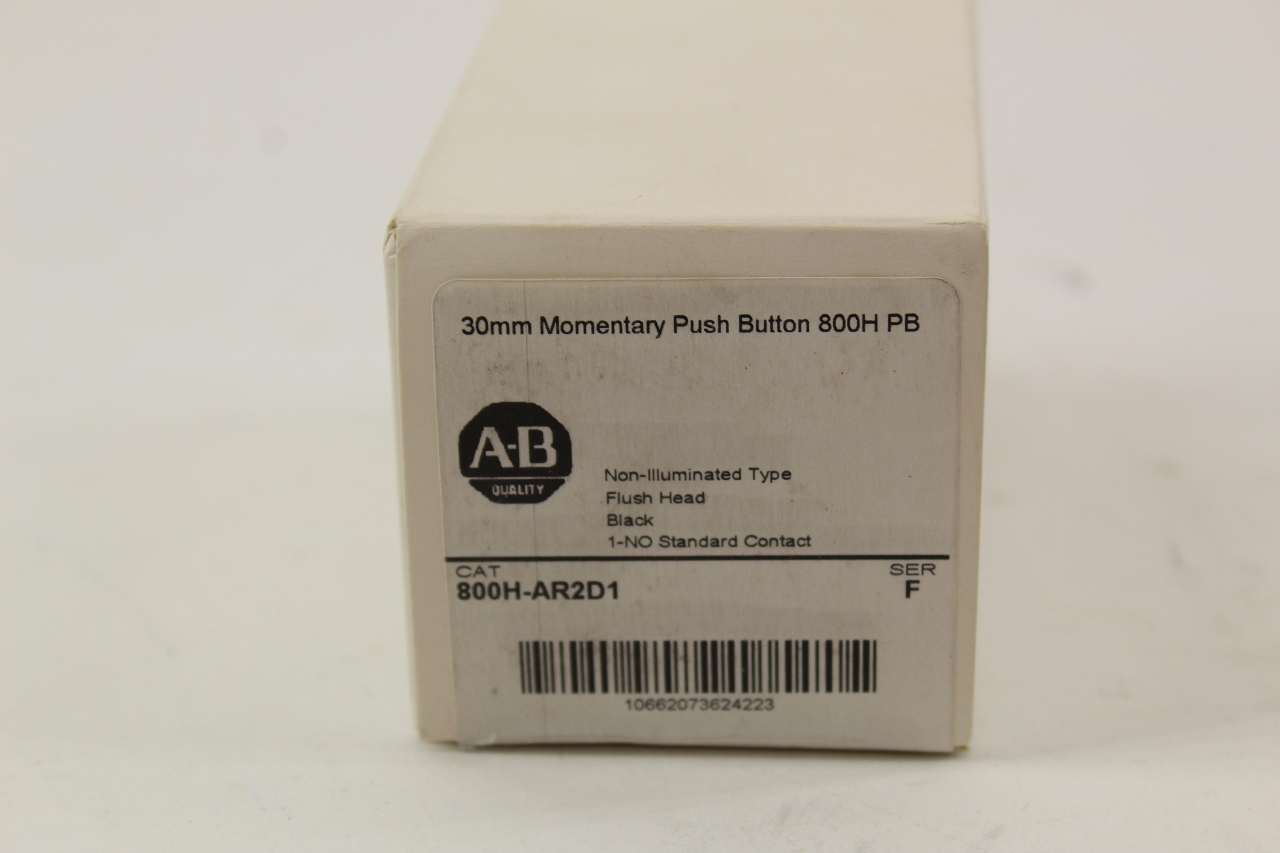 30mm Momentary Push Button 800H PB
A-B
QUALITY
Non-Illuminated Type
Flush Head
Black
1-NO Standard Contact
CAT SER
800H-AR2D1 F
10662073624223